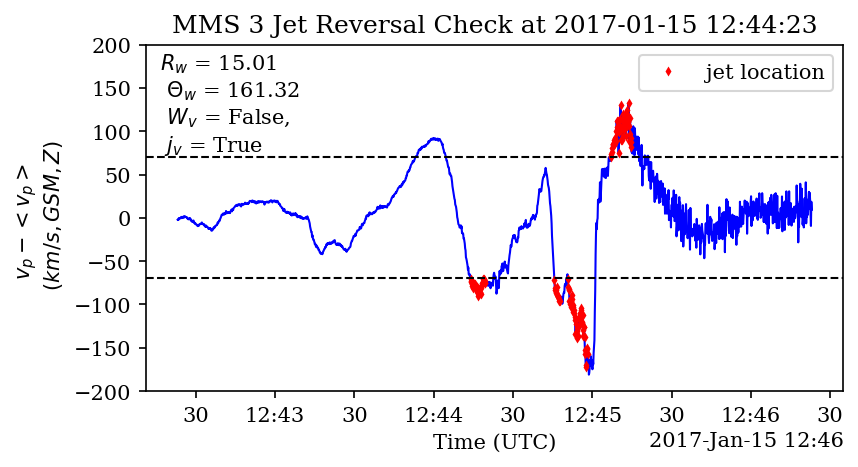 MMS 3 Jet Reversal Check at 2017-01-15 12:44:23
R_w = 15.01
Θ_w = 161.32
W_v = False,
j_v = True
jet location
v_p − < v_p >
(km/s, GSM, Z)
200
150
100
50
0
−50
−100
−150
−200
30 12:43 30 12:44 30 12:45 30 12:46 30
Time (UTC)
2017-Jan-15 12:46